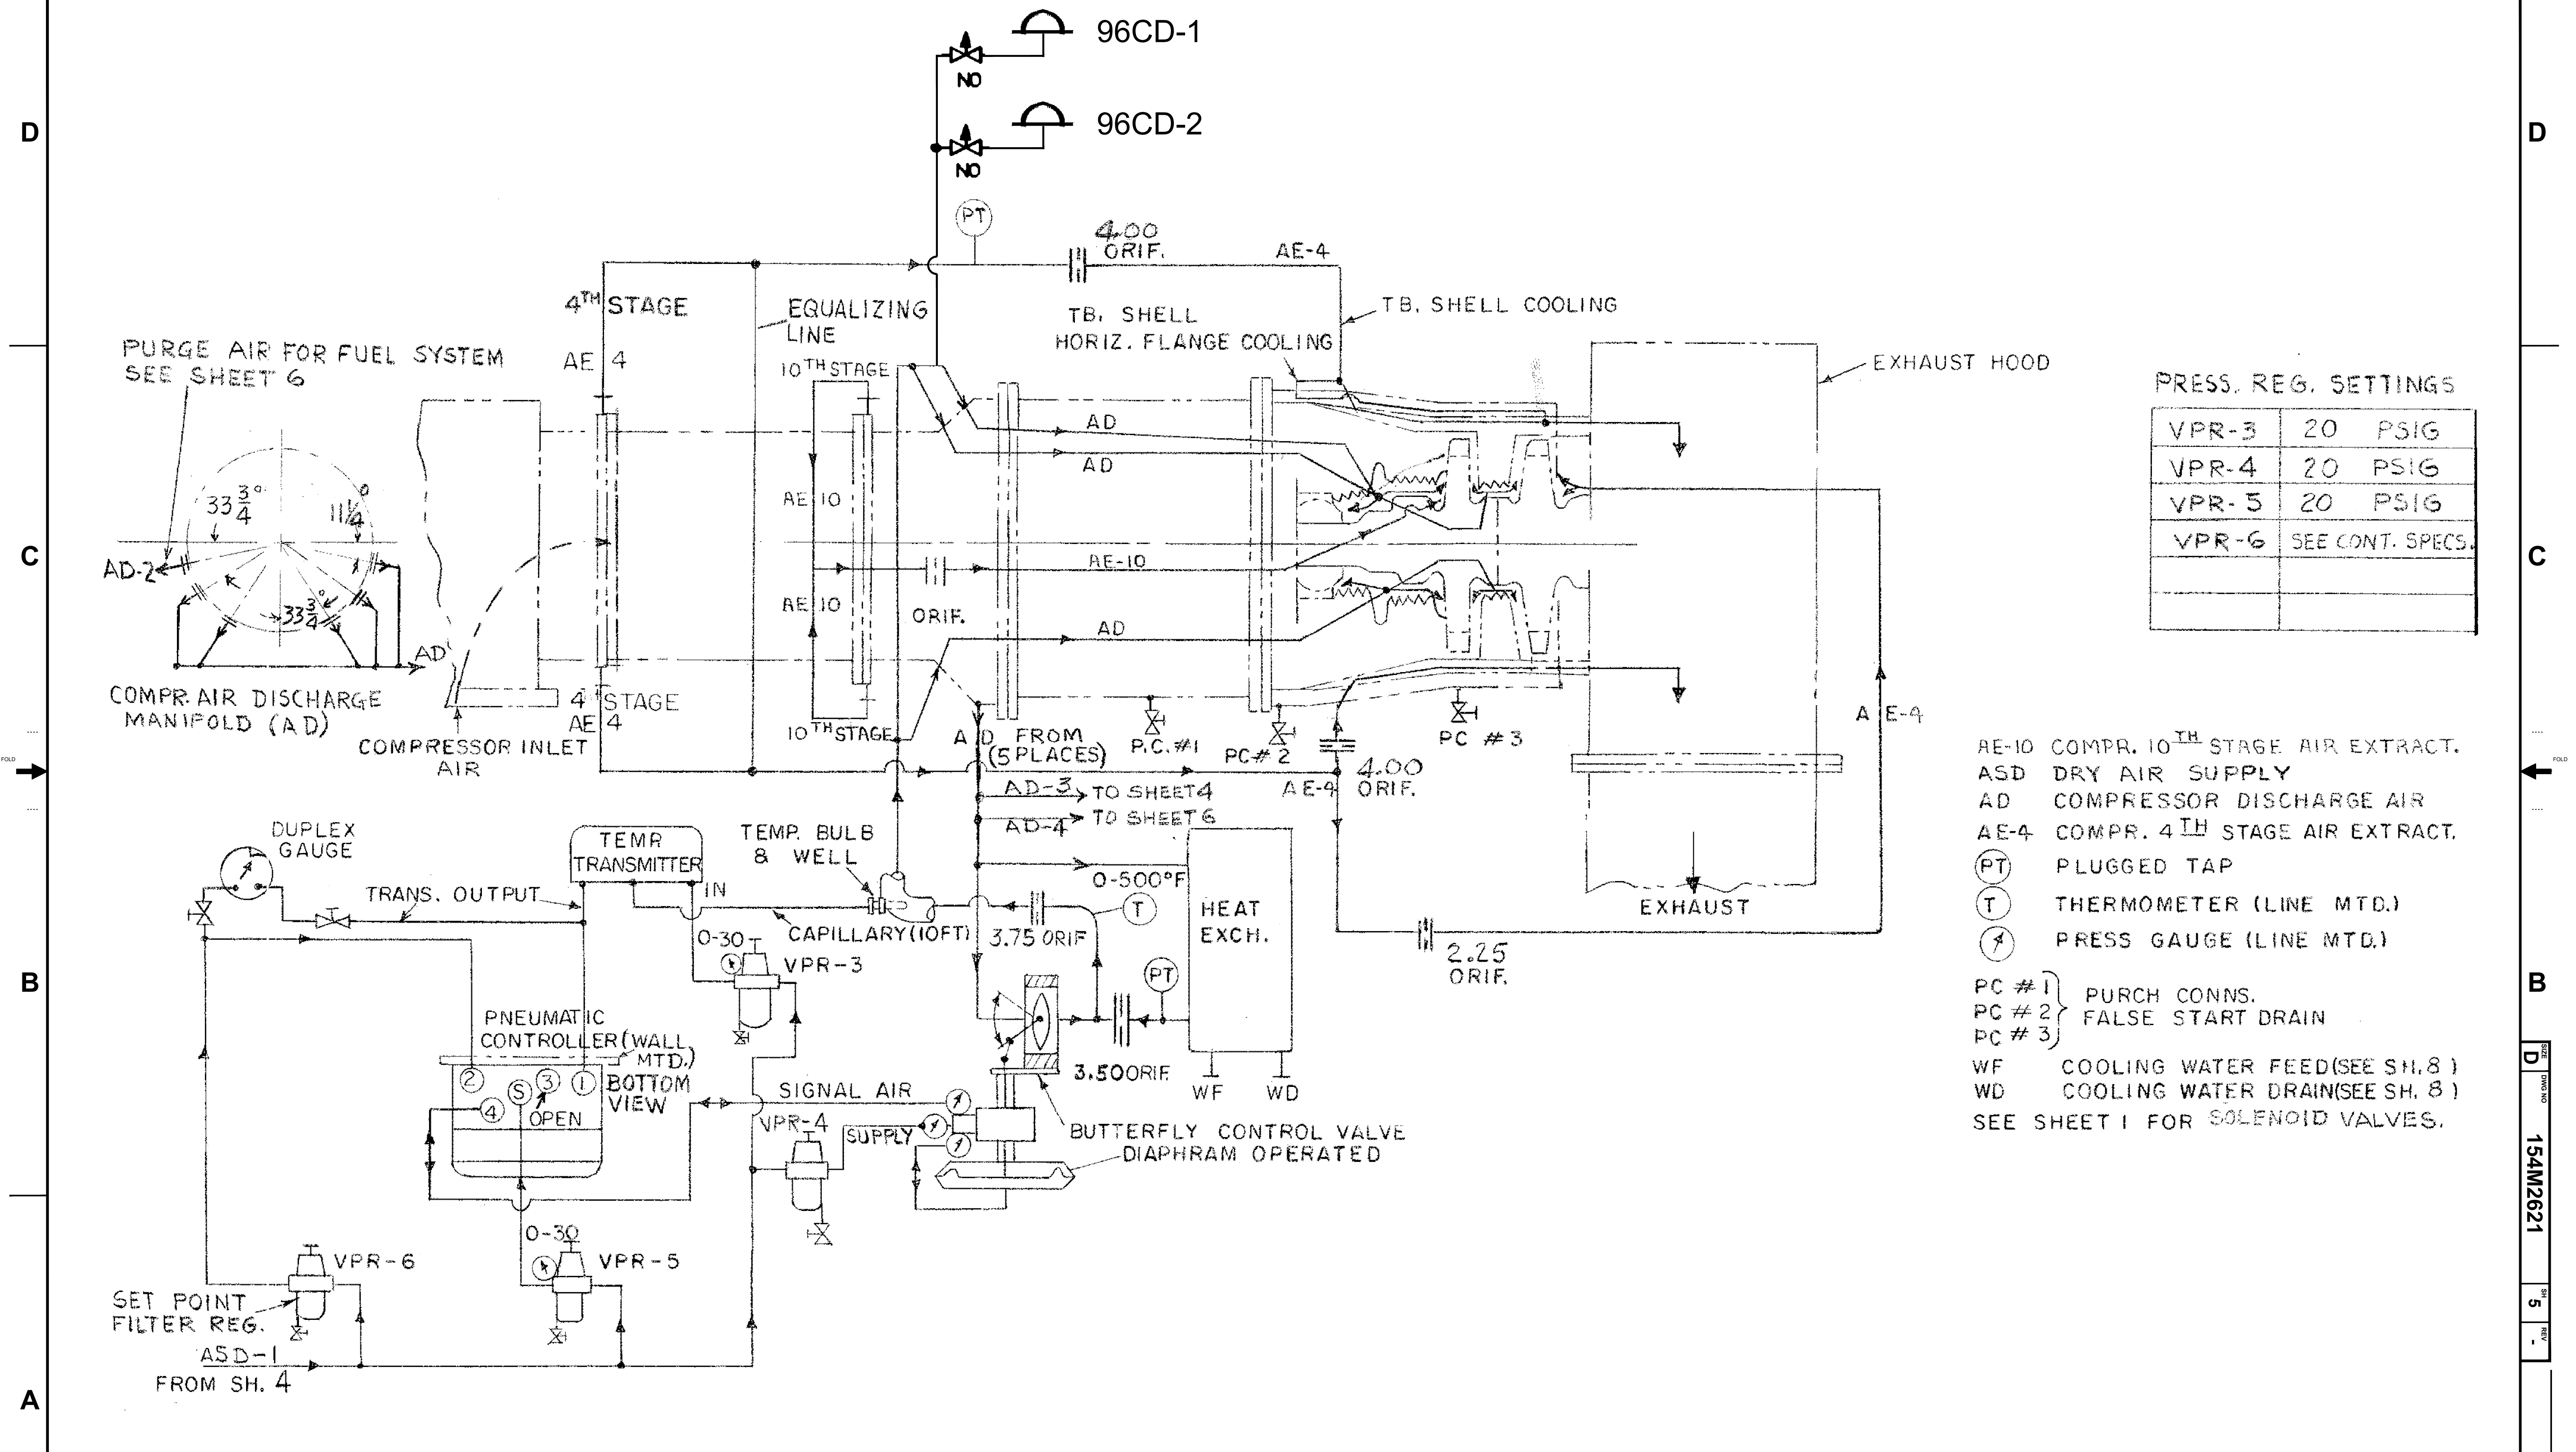 96CD-1
NO
96CD-2
NO
D
D
PT
4.00
ORIF.
AE-4
4TH STAGE
EQUALIZING
LINE
TB. SHELL
HORIZ. FLANGE COOLING
TB. SHELL COOLING
PURGE AIR FOR FUEL SYSTEM
SEE SHEET 6
AE 4
10TH STAGE
EXHAUST HOOD
PRESS. REG. SETTINGS
VPR-3 20 PSIG
VPR-4 20 PSIG
VPR-5 20 PSIG
VPR-6 SEE CONT. SPECS.
AD
AD
33 3/4°
11 1/4°
AE 10
C
C
AD-2
AE-10
33 3/4°
AE 10
ORIF.
AD
AD
COMPR. AIR DISCHARGE
MANIFOLD (AD)
COMPRESSOR INLET
AIR
4TH STAGE
AE 4
10TH STAGE
AD FROM
(5 PLACES)
P.C. #1
PC #2
PC #3
A E-4
FOLD
FOLD
AD-3 TO SHEET 4
AD-4 TO SHEET 6
AE-4
4.00
ORIF.
AE-10 COMPR. 10TH STAGE AIR EXTRACT.
ASD DRY AIR SUPPLY
AD COMPRESSOR DISCHARGE AIR
AE-4 COMPR. 4TH STAGE AIR EXTRACT.
PT PLUGGED TAP
T THERMOMETER (LINE MTD.)
PRESS GAUGE (LINE MTD.)
PC #1
PC #2
PC #3
PURCH CONNS.
FALSE START DRAIN
WF COOLING WATER FEED (SEE SH. 8)
WD COOLING WATER DRAIN (SEE SH. 8)
SEE SHEET 1 FOR SOLENOID VALVES.
DUPLEX
GAUGE
TEMP.
TRANSMITTER
TEMP. BULB
& WELL
TRANS. OUTPUT
IN
CAPILLARY (10FT)
0-500°F
T
3.75 ORIF
HEAT
EXCH.
EXHAUST
2.25
ORIF.
B
B
0-30
VPR-3
PT
PNEUMATIC
CONTROLLER (WALL
MTD.)
2
S
3
1
4
OPEN
BOTTOM
VIEW
SIGNAL AIR
3.50 ORIF.
WF
WD
VPR-4
SUPPLY
BUTTERFLY CONTROL VALVE
DIAPHRAM OPERATED
0-30
VPR-6
VPR-5
SET POINT
FILTER REG.
ASD-1
FROM SH. 4
A
SIZE
D
DWG NO
154M2621
SH
5
REV
-